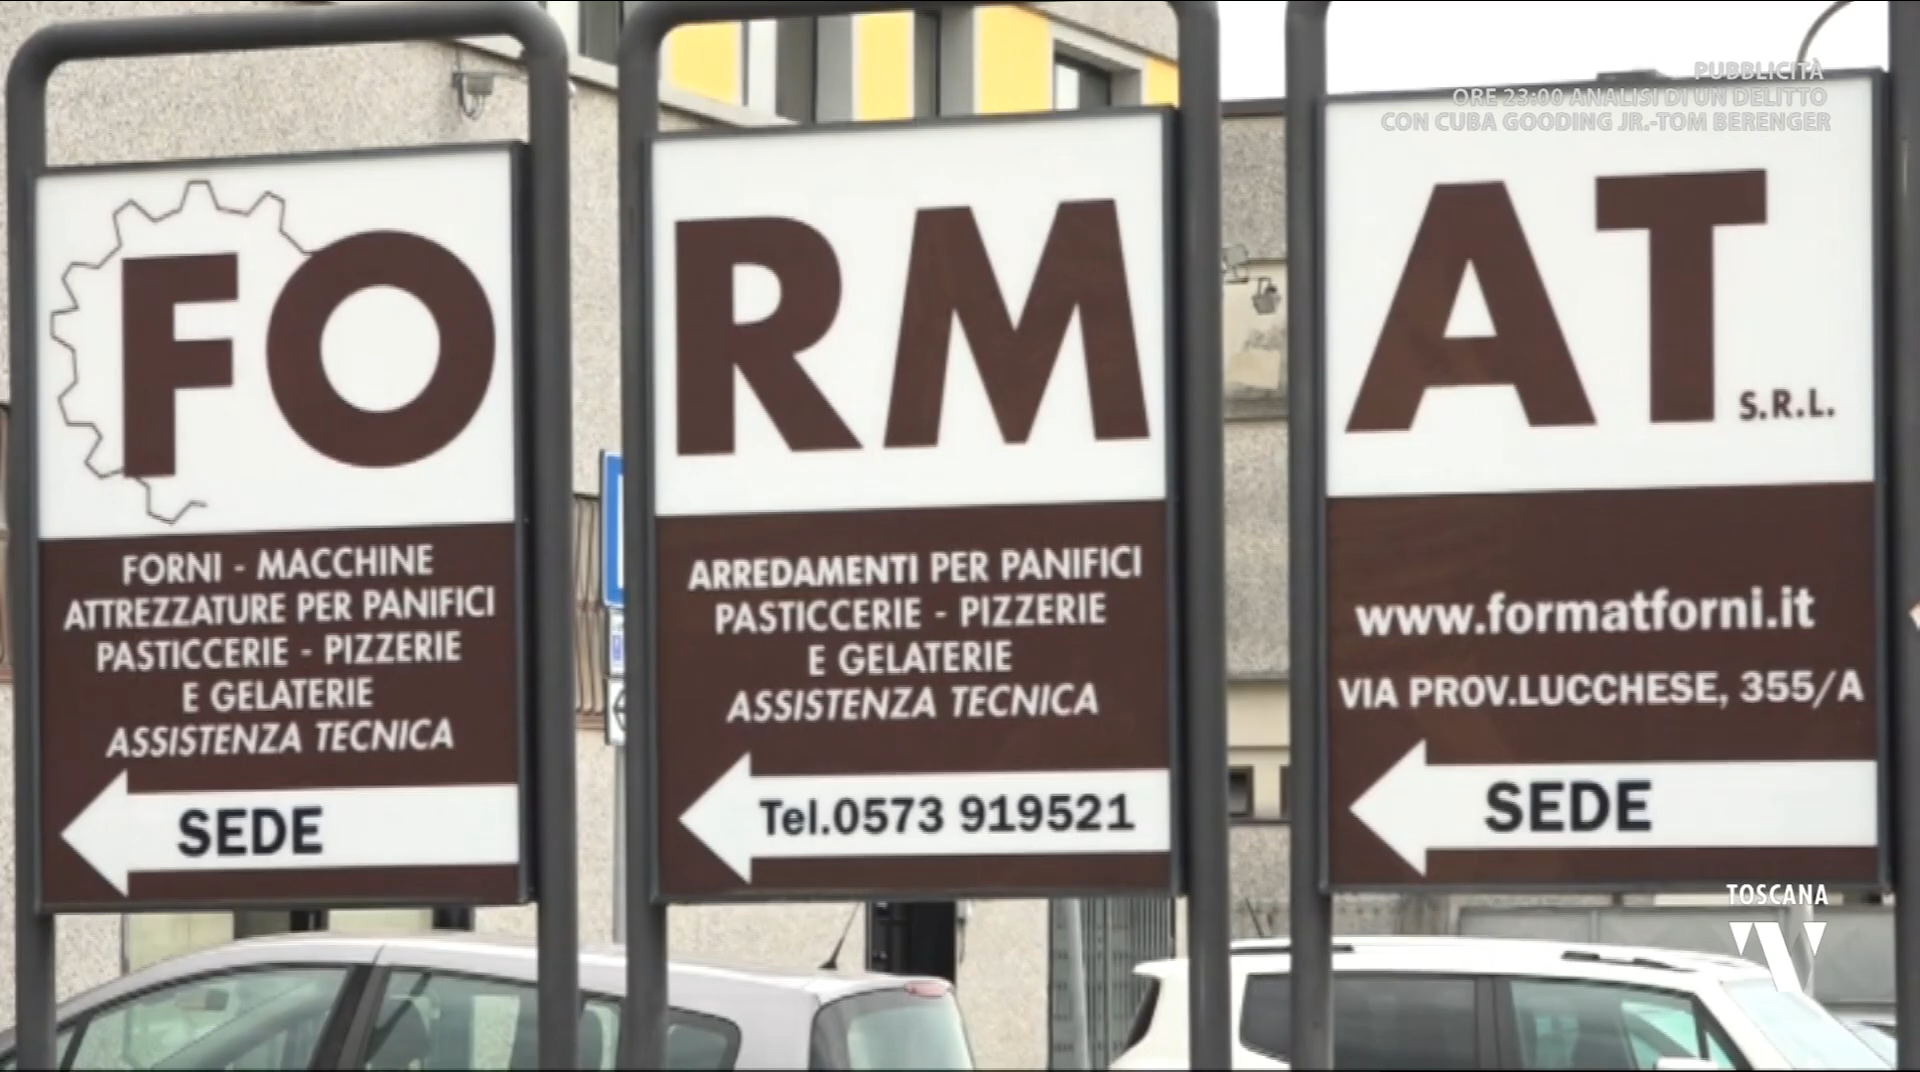 PUBBLICITÀ
ORE 23:00 ANALISI DI UN DELITTO
CON CUBA GOODING JR.-TOM BERENGER
FO
FORNI - MACCHINE
ATTREZZATURE PER PANIFICI
PASTICCERIE - PIZZERIE
E GELATERIE
ASSISTENZA TECNICA
SEDE
RM
ARREDAMENTI PER PANIFICI
PASTICCERIE - PIZZERIE
E GELATERIE
ASSISTENZA TECNICA
Tel.0573 919521
AT
S.R.L.
www.formatforni.it
VIA PROV.LUCCHESE, 355/A
SEDE
TOSCANA
TV